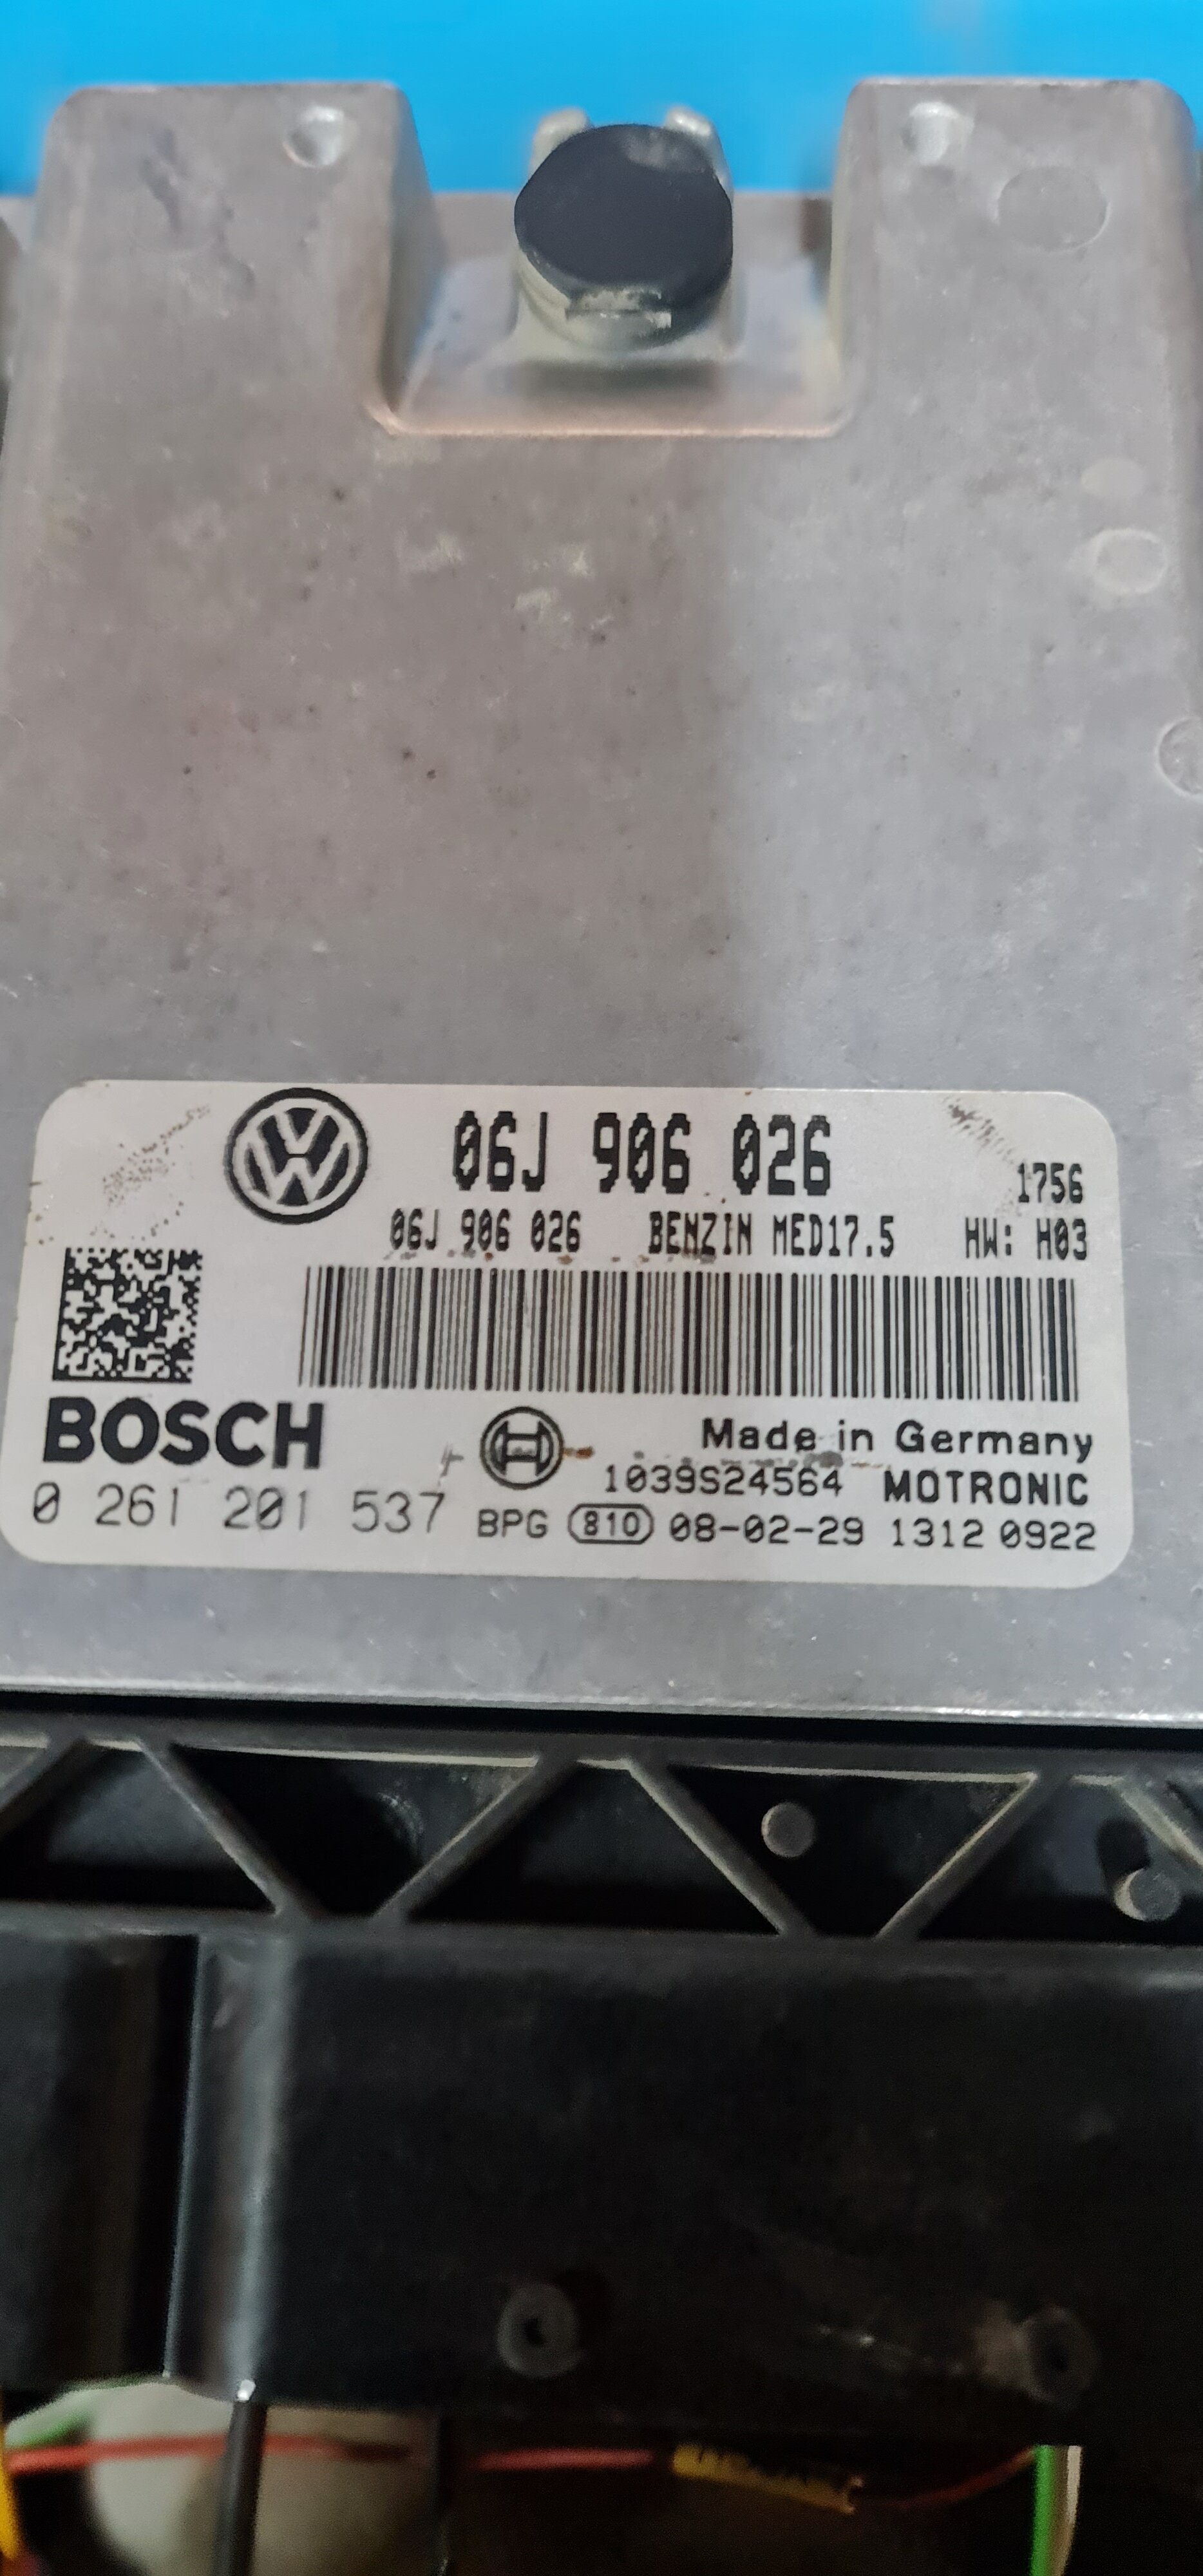 06J 906 026
1756
06J 906 026 BENZIN MED17.5 HW: H03
BOSCH
Made in Germany
1039S24564 MOTRONIC
0 261 201 537 BPG 810 08-02-29 1312 0922